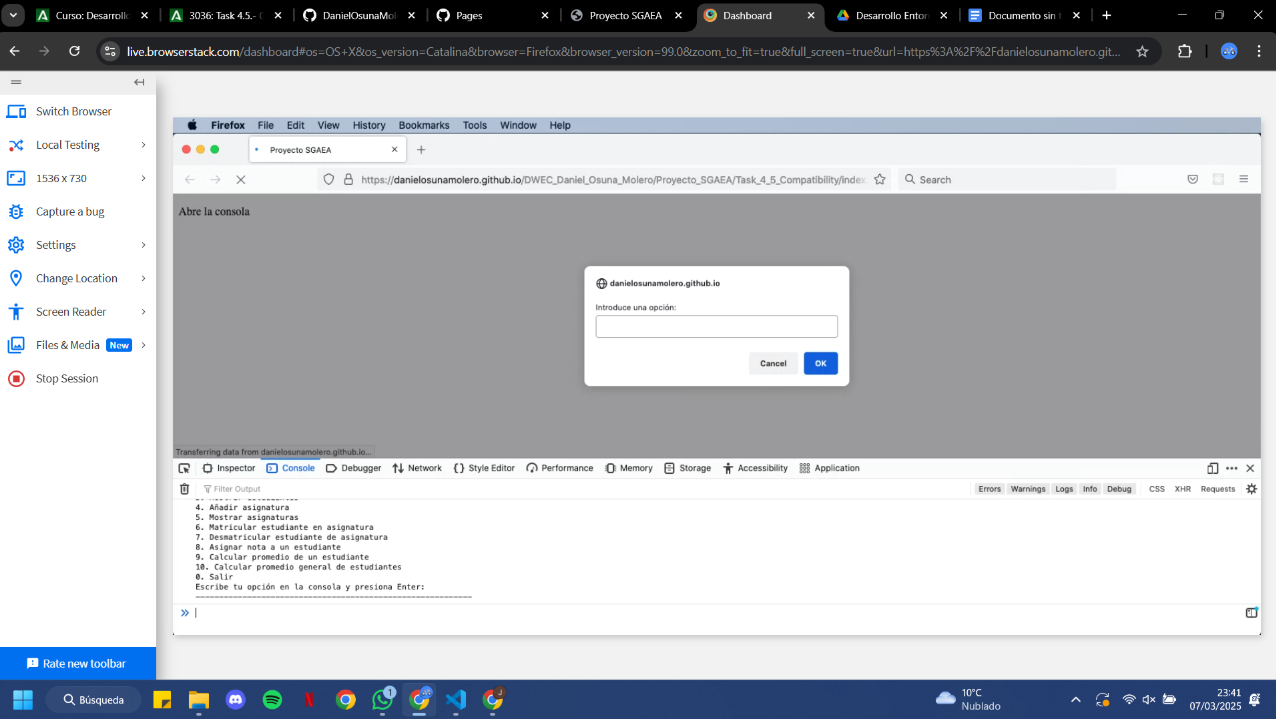 Curso: Desarrollo
3036: Task 4.5.- C
DanielOsunaMol
Pages
Proyecto SGAEA
Dashboard
Desarrollo Entor
Documento sin t
live.browserstack.com/dashboard#os=OS+X&os_version=Catalina&browser=Firefox&browser_version=99.0&zoom_to_fit=true&full_screen=true&url=https%3A%2F%2Fdanielosunamolero.gi...
Switch Browser
Local Testing
1536 x 730
Capture a bug
Settings
Change Location
Screen Reader
Files & Media New
Stop Session
Rate new toolbar
Firefox File Edit View History Bookmarks Tools Window Help
Proyecto SGAEA
https://danielosunamolero.github.io/DWEC_Daniel_Osuna_Molero/Proyecto_SGAEA/Task_4_5_Compatibility/index
Search
Abre la consola
danielosunamolero.github.io
Introduce una opción:
Cancel OK
Transferring data from danielosunamolero.github.io...
Inspector Console Debugger Network Style Editor Performance Memory Storage Accessibility Application
Filter Output
Errors Warnings Logs Info Debug CSS XHR Requests
4. Añadir asignatura
5. Mostrar asignaturas
6. Matricular estudiante en asignatura
7. Desmatricular estudiante de asignatura
8. Asignar nota a un estudiante
9. Calcular promedio de un estudiante
10. Calcular promedio general de estudiantes
0. Salir
Escribe tu opción en la consola y presiona Enter:
Búsqueda
1
10°C
Nublado
23:41
07/03/2025